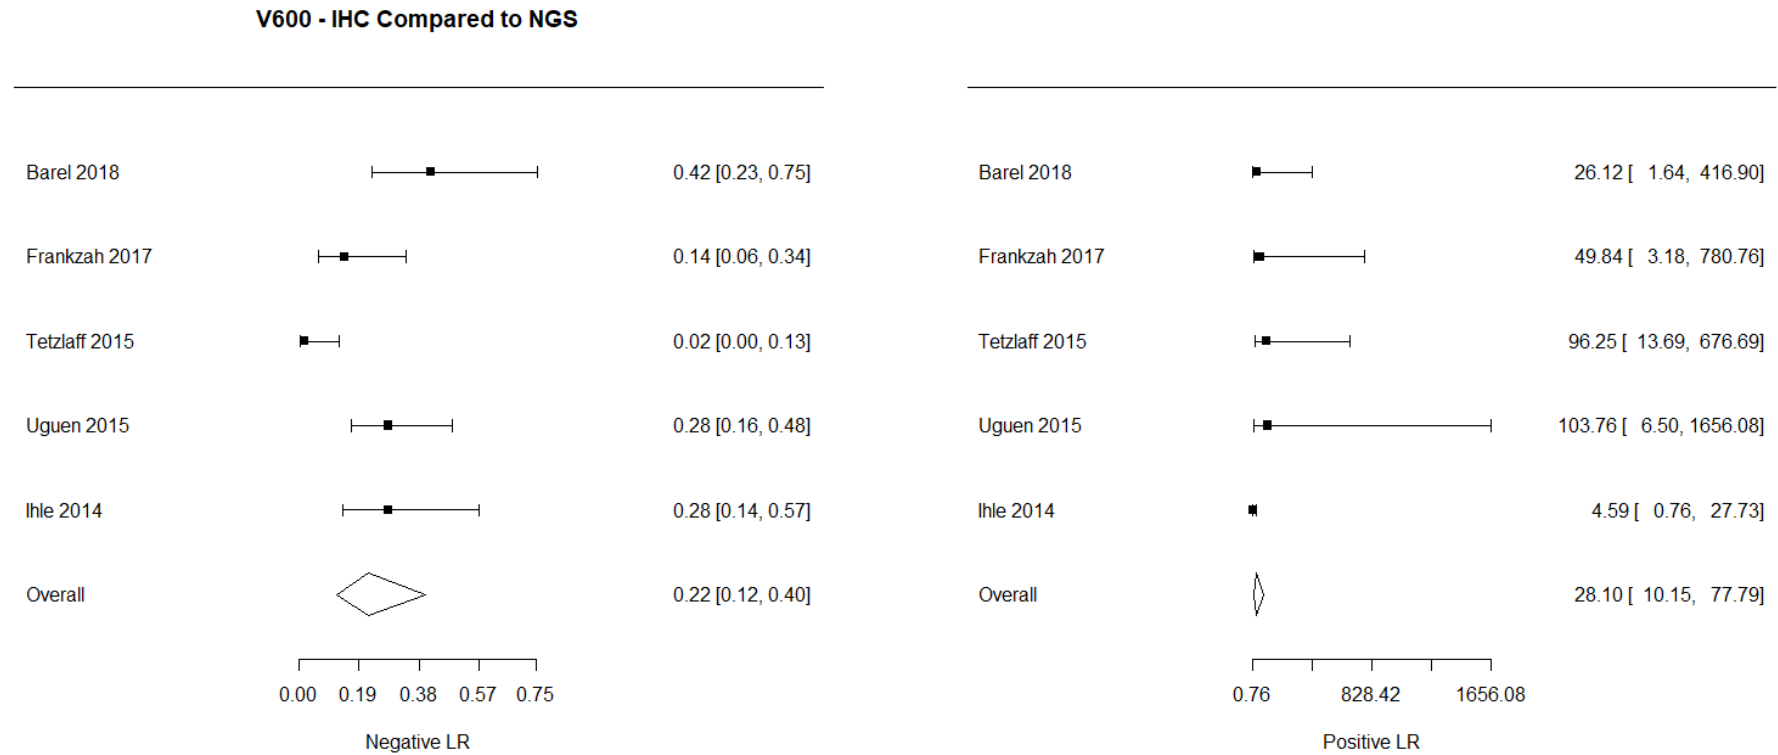 V600 - IHC Compared to NGS
Barel 2018 0.42 [0.23, 0.75]
Frankzah 2017 0.14 [0.06, 0.34]
Tetzlaff 2015 0.02 [0.00, 0.13]
Uguen 2015 0.28 [0.16, 0.48]
Ihle 2014 0.28 [0.14, 0.57]
Overall 0.22 [0.12, 0.40]
0.00 0.19 0.38 0.57 0.75
Negative LR
Barel 2018 26.12 [ 1.64, 416.90]
Frankzah 2017 49.84 [ 3.18, 780.76]
Tetzlaff 2015 96.25 [ 13.69, 676.69]
Uguen 2015 103.76 [ 6.50, 1656.08]
Ihle 2014 4.59 [ 0.76, 27.73]
Overall 28.10 [ 10.15, 77.79]
0.76 828.42 1656.08
Positive LR